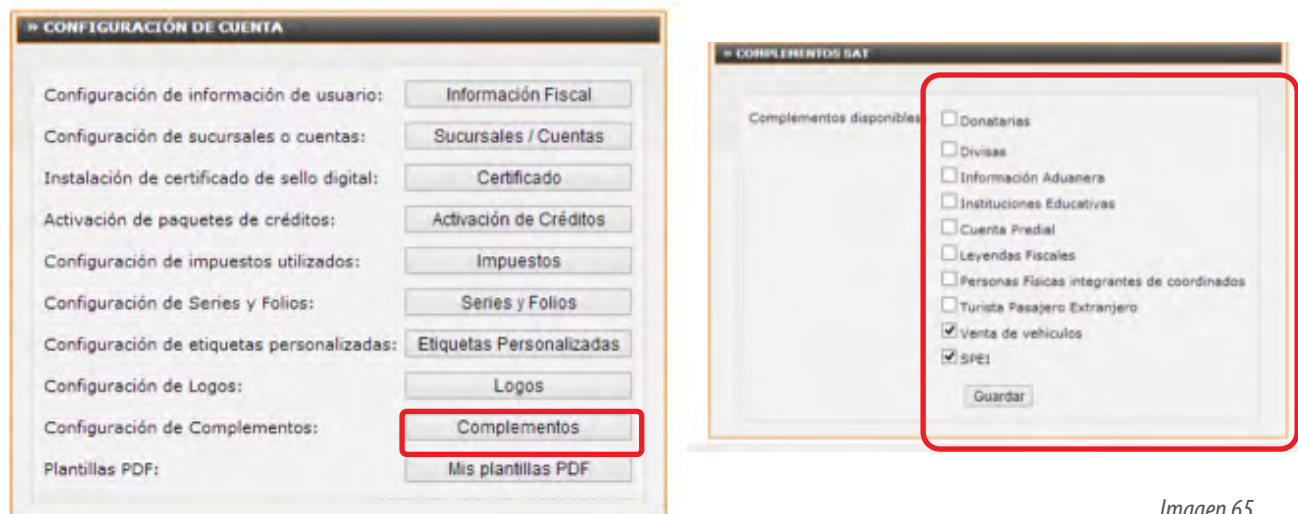 » CONFIGURACIÓN DE CUENTA
Configuración de información de usuario: Información Fiscal
Configuración de sucursales o cuentas: Sucursales / Cuentas
Instalación de certificado de sello digital: Certificado
Activación de paquetes de créditos: Activación de Créditos
Configuración de impuestos utilizados: Impuestos
Configuración de Series y Folios: Series y Folios
Configuración de etiquetas personalizadas: Etiquetas Personalizadas
Configuración de Logos: Logos
Configuración de Complementos: Complementos
Plantillas PDF: Mis plantillas PDF
» COMPLEMENTOS SAT
Complementos disponibles Donatarias
Divisas
Información Aduanera
Instituciones Educativas
Cuenta Predial
Leyendas Fiscales
Personas Físicas integrantes de coordinados
Turista Pasajero Extranjero
Venta de vehiculos
SPEI
Guardar
Imagen 65